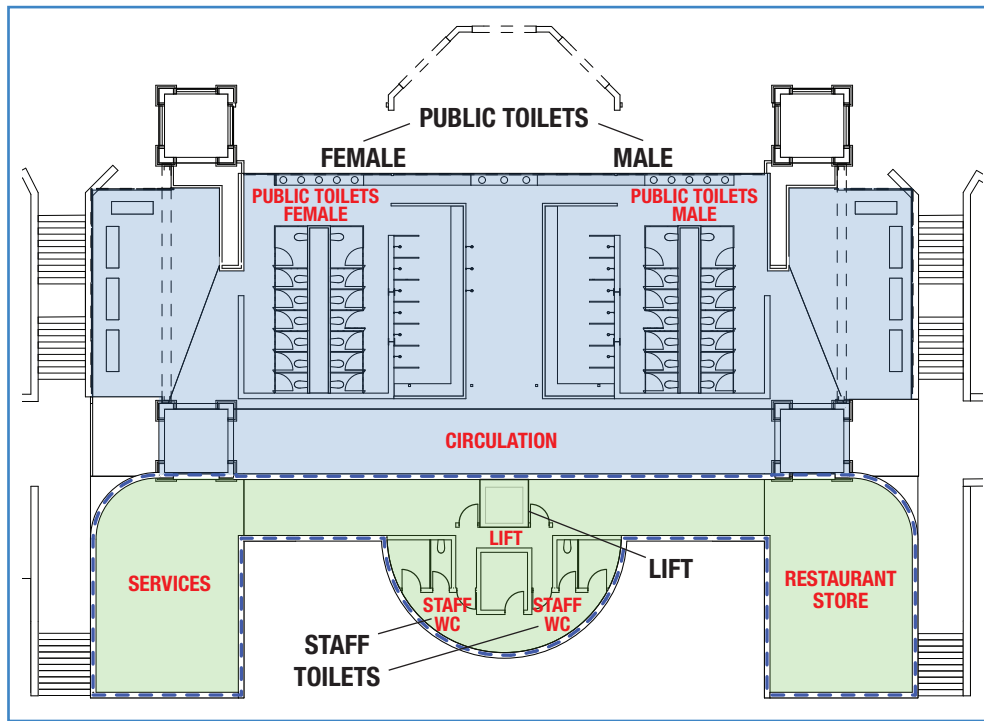 PUBLIC TOILETS
FEMALE
MALE
PUBLIC TOILETS
FEMALE
PUBLIC TOILETS
MALE
CIRCULATION
LIFT
LIFT
SERVICES
RESTAURANT
STORE
STAFF
WC
STAFF
WC
STAFF
TOILETS